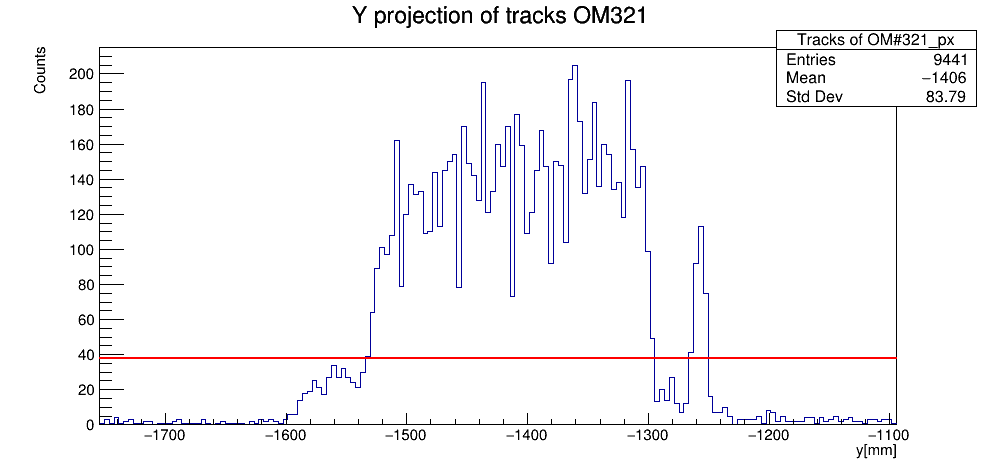 Y projection of tracks OM321
Tracks of OM#321_px
Entries 9441
Mean −1406
Std Dev 83.79
Counts
200
180
160
140
120
100
80
60
40
20
0
−1700 −1600 −1500 −1400 −1300 −1200 −1100
y[mm]